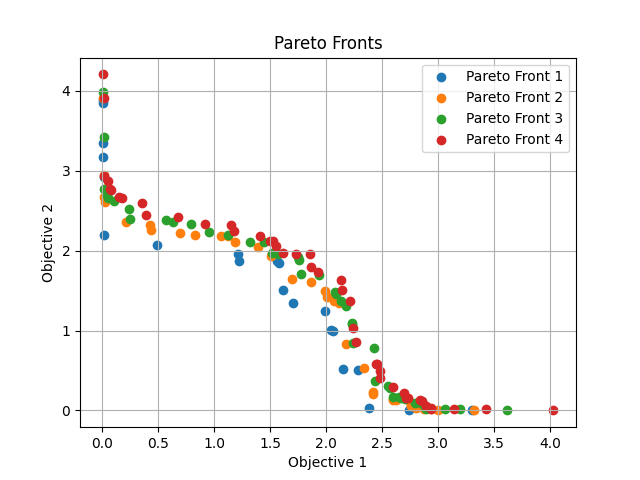 Pareto Fronts
Pareto Front 1
Pareto Front 2
Pareto Front 3
Pareto Front 4
Objective 2
4
3
2
1
0
0.0 0.5 1.0 1.5 2.0 2.5 3.0 3.5 4.0
Objective 1